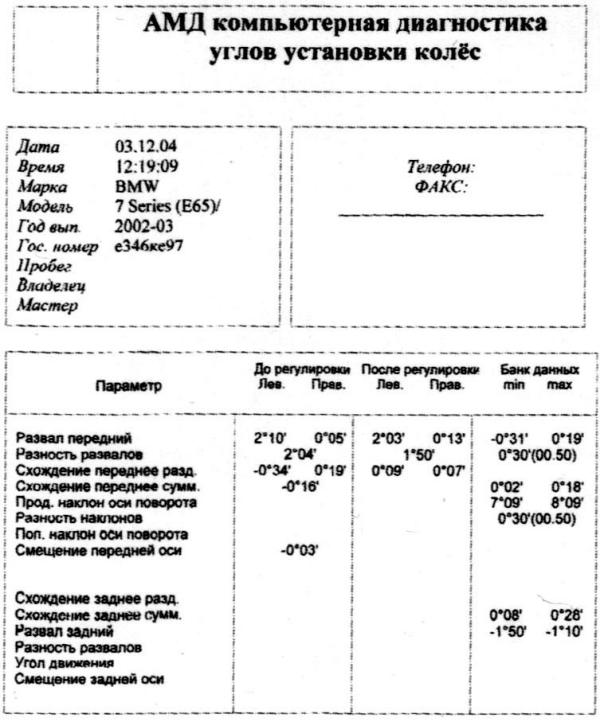 АМД компьютерная диагностика
углов установки колёс
Дата 03.12.04
Время 12:19:09
Марка BMW
Модель 7 Series (E65)/
Год вып. 2002-03
Гос. номер е346ке97
Пробег
Владелец
Мастер
Телефон:
ФАКС:
Параметр До регулировки После регулировки Банк данных
Лев. Прав. Лев. Прав. min max
Развал передний 2°10' 0°05' 2°03' 0°13' -0°31' 0°19'
Разность развалов 2°04' 1°50' 0°30'(00.50)
Схождение переднее разд. -0°34' 0°19' 0°09' 0°07'
Схождение переднее сумм. -0°16' 0°02' 0°18'
Прод. наклон оси поворота 7°09' 8°09'
Разность наклонов 0°30'(00.50)
Поп. наклон оси поворота
Смещение передней оси -0°03'
Схождение заднее разд.
Схождение заднее сумм. 0°08' 0°28'
Развал задний -1°50' -1°10'
Разность развалов
Угол движения
Смещение задней оси